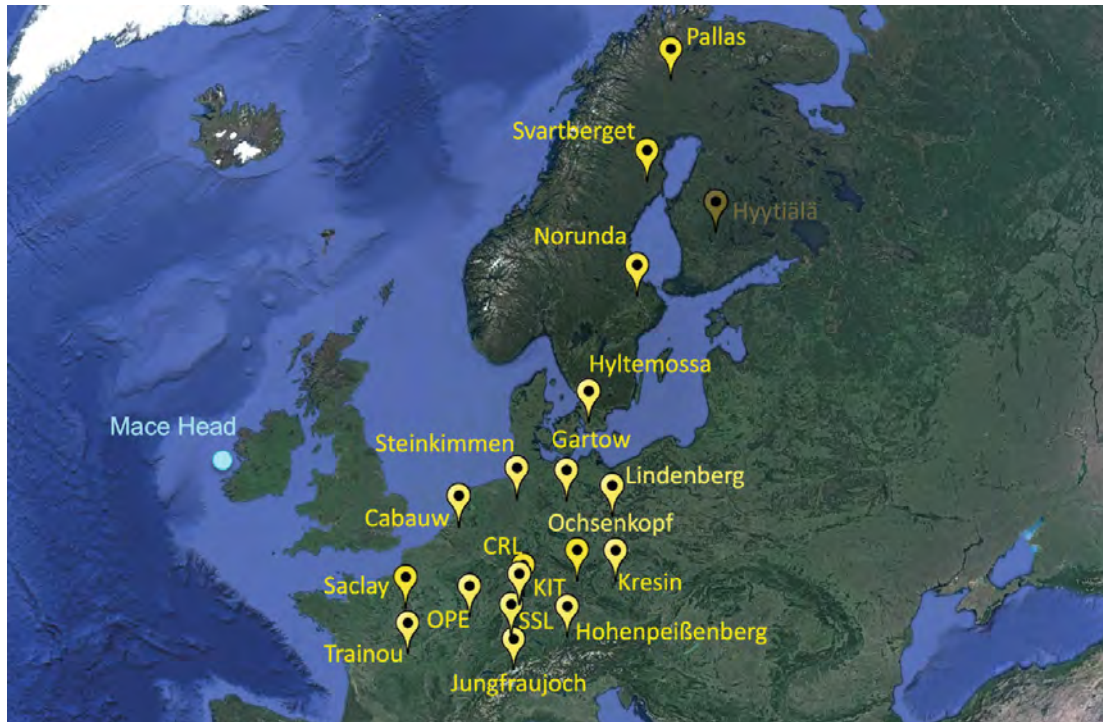 Pallas
Svartberget
Hyytiälä
Norunda
Hyltemossa
Mace Head
Steinkimmen
Gartow
Lindenberg
Cabauw
Ochsenkopf
CRL
Saclay
KIT
Kresin
OPE
SSL
Hohenpeißenberg
Trainou
Jungfraujoch